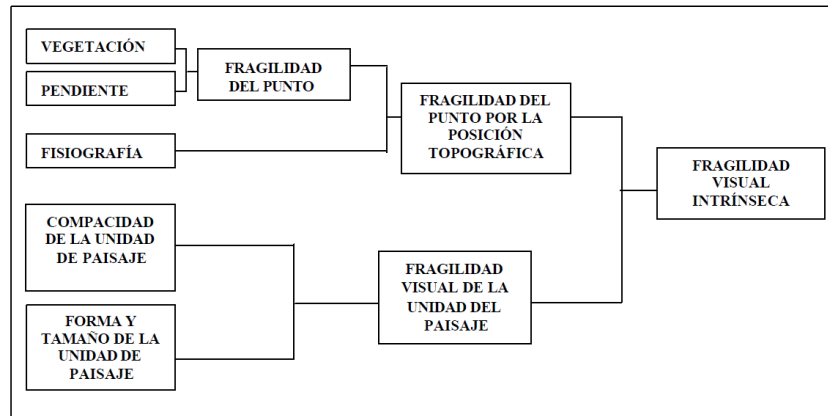 VEGETACIÓN
PENDIENTE
FRAGILIDAD
DEL PUNTO
FISIOGRAFÍA
FRAGILIDAD DEL
PUNTO POR LA
POSICIÓN
TOPOGRÁFICA
COMPACIDAD
DE LA UNIDAD
DE PAISAJE
FORMA Y
TAMAÑO DE LA
UNIDAD DE
PAISAJE
FRAGILIDAD
VISUAL DE LA
UNIDAD DEL
PAISAJE
FRAGILIDAD
VISUAL
INTRÍNSECA